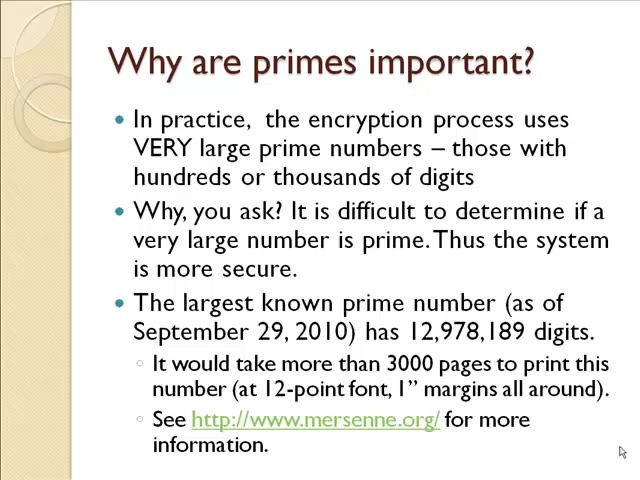 Why are primes important?
In practice, the encryption process uses
VERY large prime numbers – those with
hundreds or thousands of digits
Why, you ask? It is difficult to determine if a
very large number is prime. Thus the system
is more secure.
The largest known prime number (as of
September 29, 2010) has 12,978,189 digits.
It would take more than 3000 pages to print this
number (at 12-point font, 1” margins all around).
See http://www.mersenne.org/ for more
information.